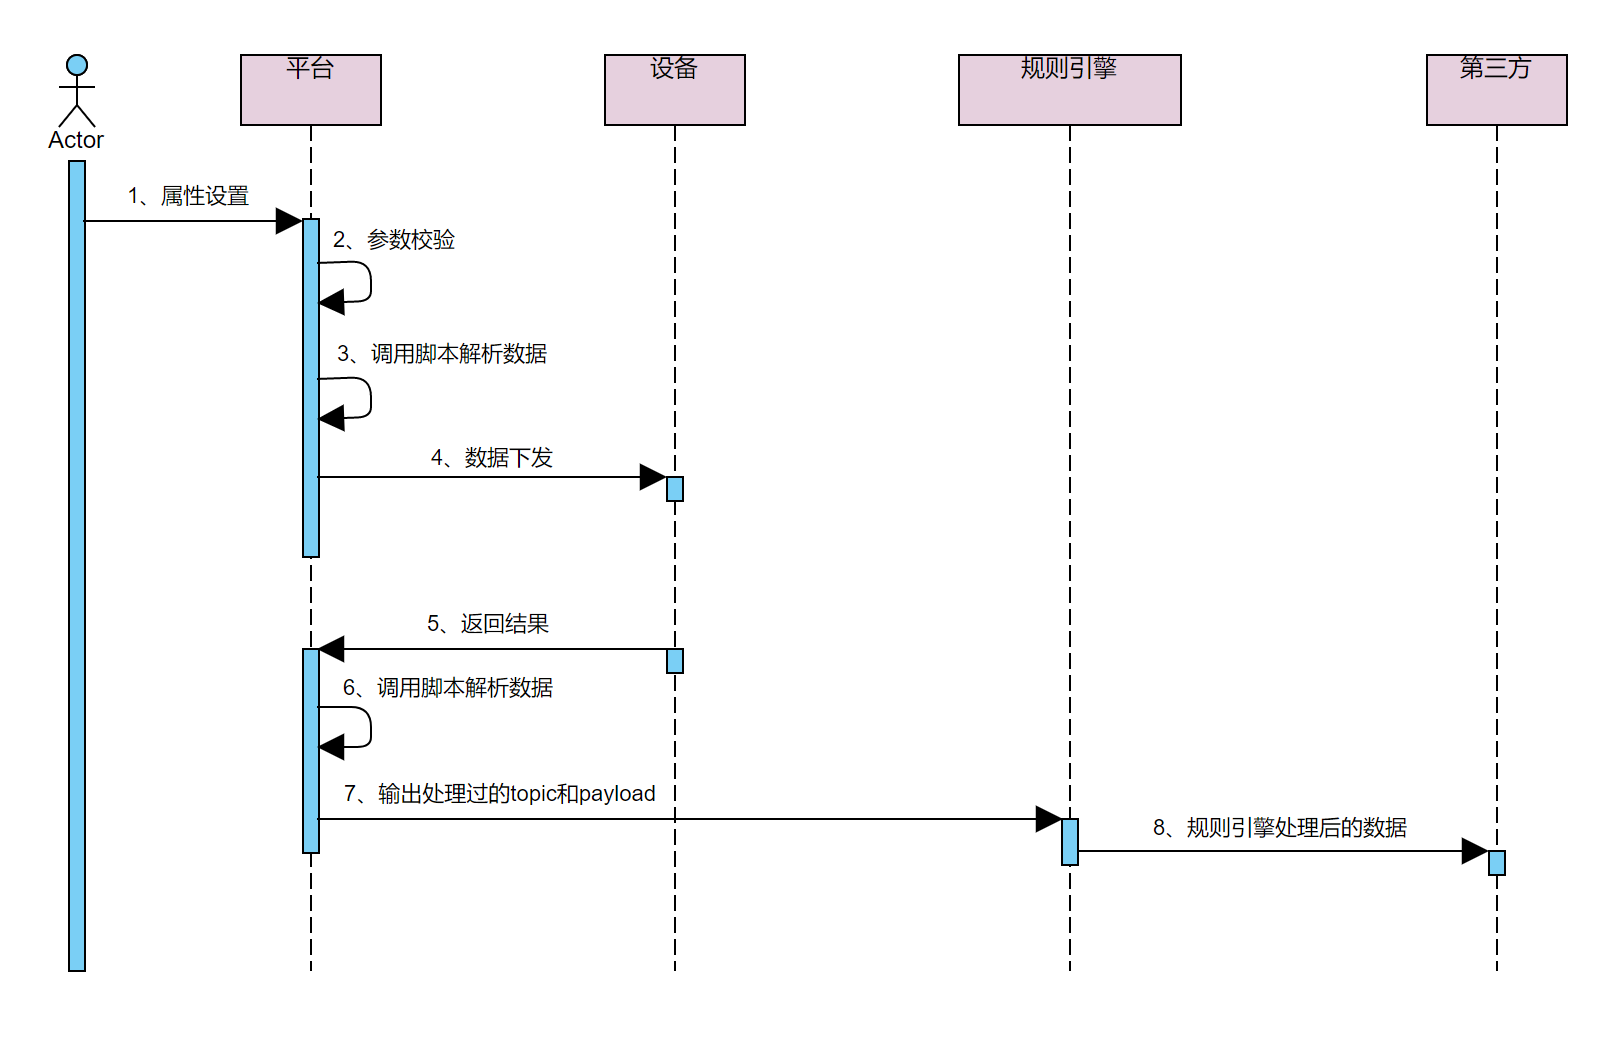 Actor
平台
设备
规则引擎
第三方
1、属性设置
2、参数校验
3、调用脚本解析数据
4、数据下发
5、返回结果
6、调用脚本解析数据
7、输出处理过的topic和payload
8、规则引擎处理后的数据